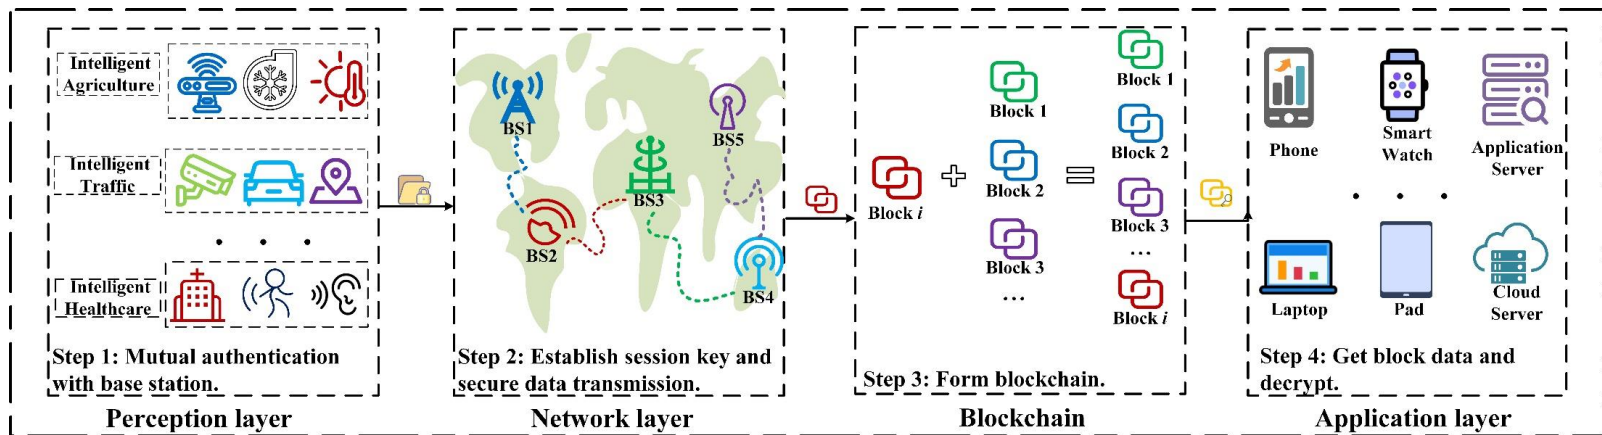 Intelligent
Agriculture
Intelligent
Traffic
. . .
Intelligent
Healthcare
Step 1: Mutual authentication
with base station.
Perception layer
BS1
BS5
BS3
BS2
BS4
Step 2: Establish session key and
secure data transmission.
Network layer
Block i
+
Block 1
Block 2
Block 3
...
=
Block 1
Block 2
Block 3
...
Block i
Step 3: Form blockchain.
Blockchain
Phone
Smart
Watch
Application
Server
. . .
Laptop
Pad
Cloud
Server
Step 4: Get block data and
decrypt.
Application layer